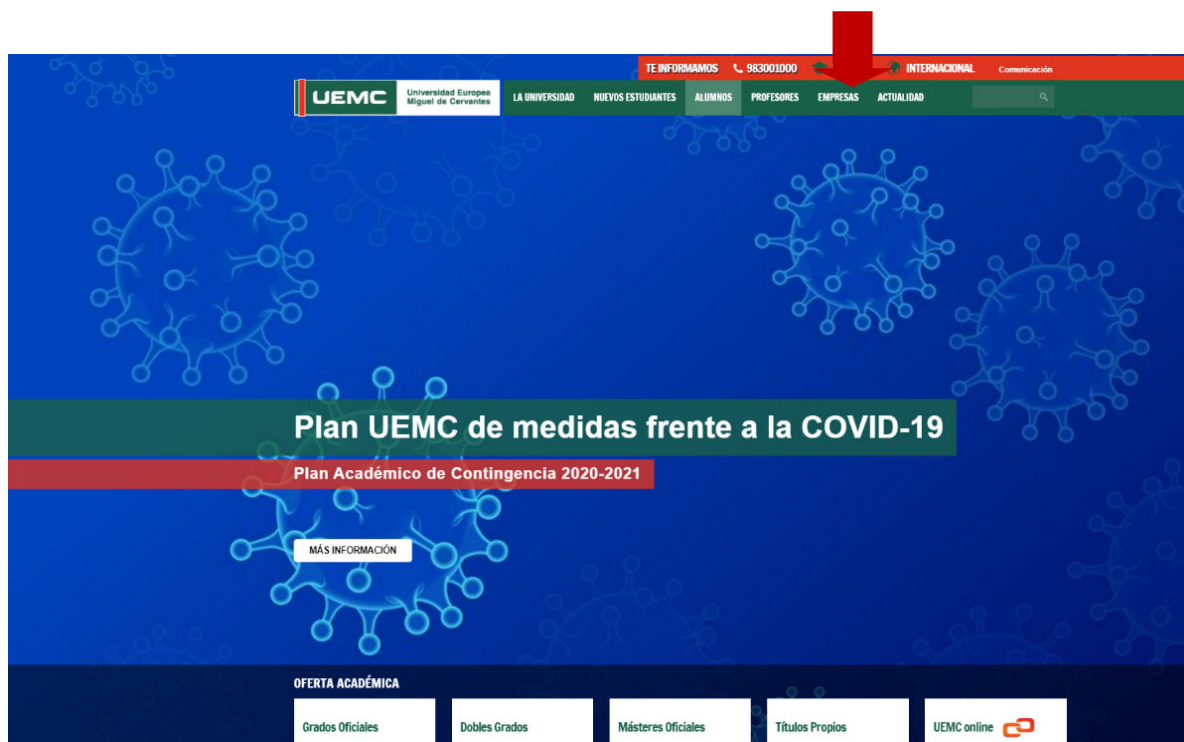 TE INFORMAMOS 983001000 INTERNACIONAL Comunicación
UEMC Universidad Europea
Miguel de Cervantes
LA UNIVERSIDAD NUEVOS ESTUDIANTES ALUMNOS PROFESORES EMPRESAS ACTUALIDAD
Plan UEMC de medidas frente a la COVID-19
Plan Académico de Contingencia 2020-2021
MÁS INFORMACIÓN
OFERTA ACADÉMICA
Grados Oficiales Dobles Grados Másteres Oficiales Títulos Propios UEMC online